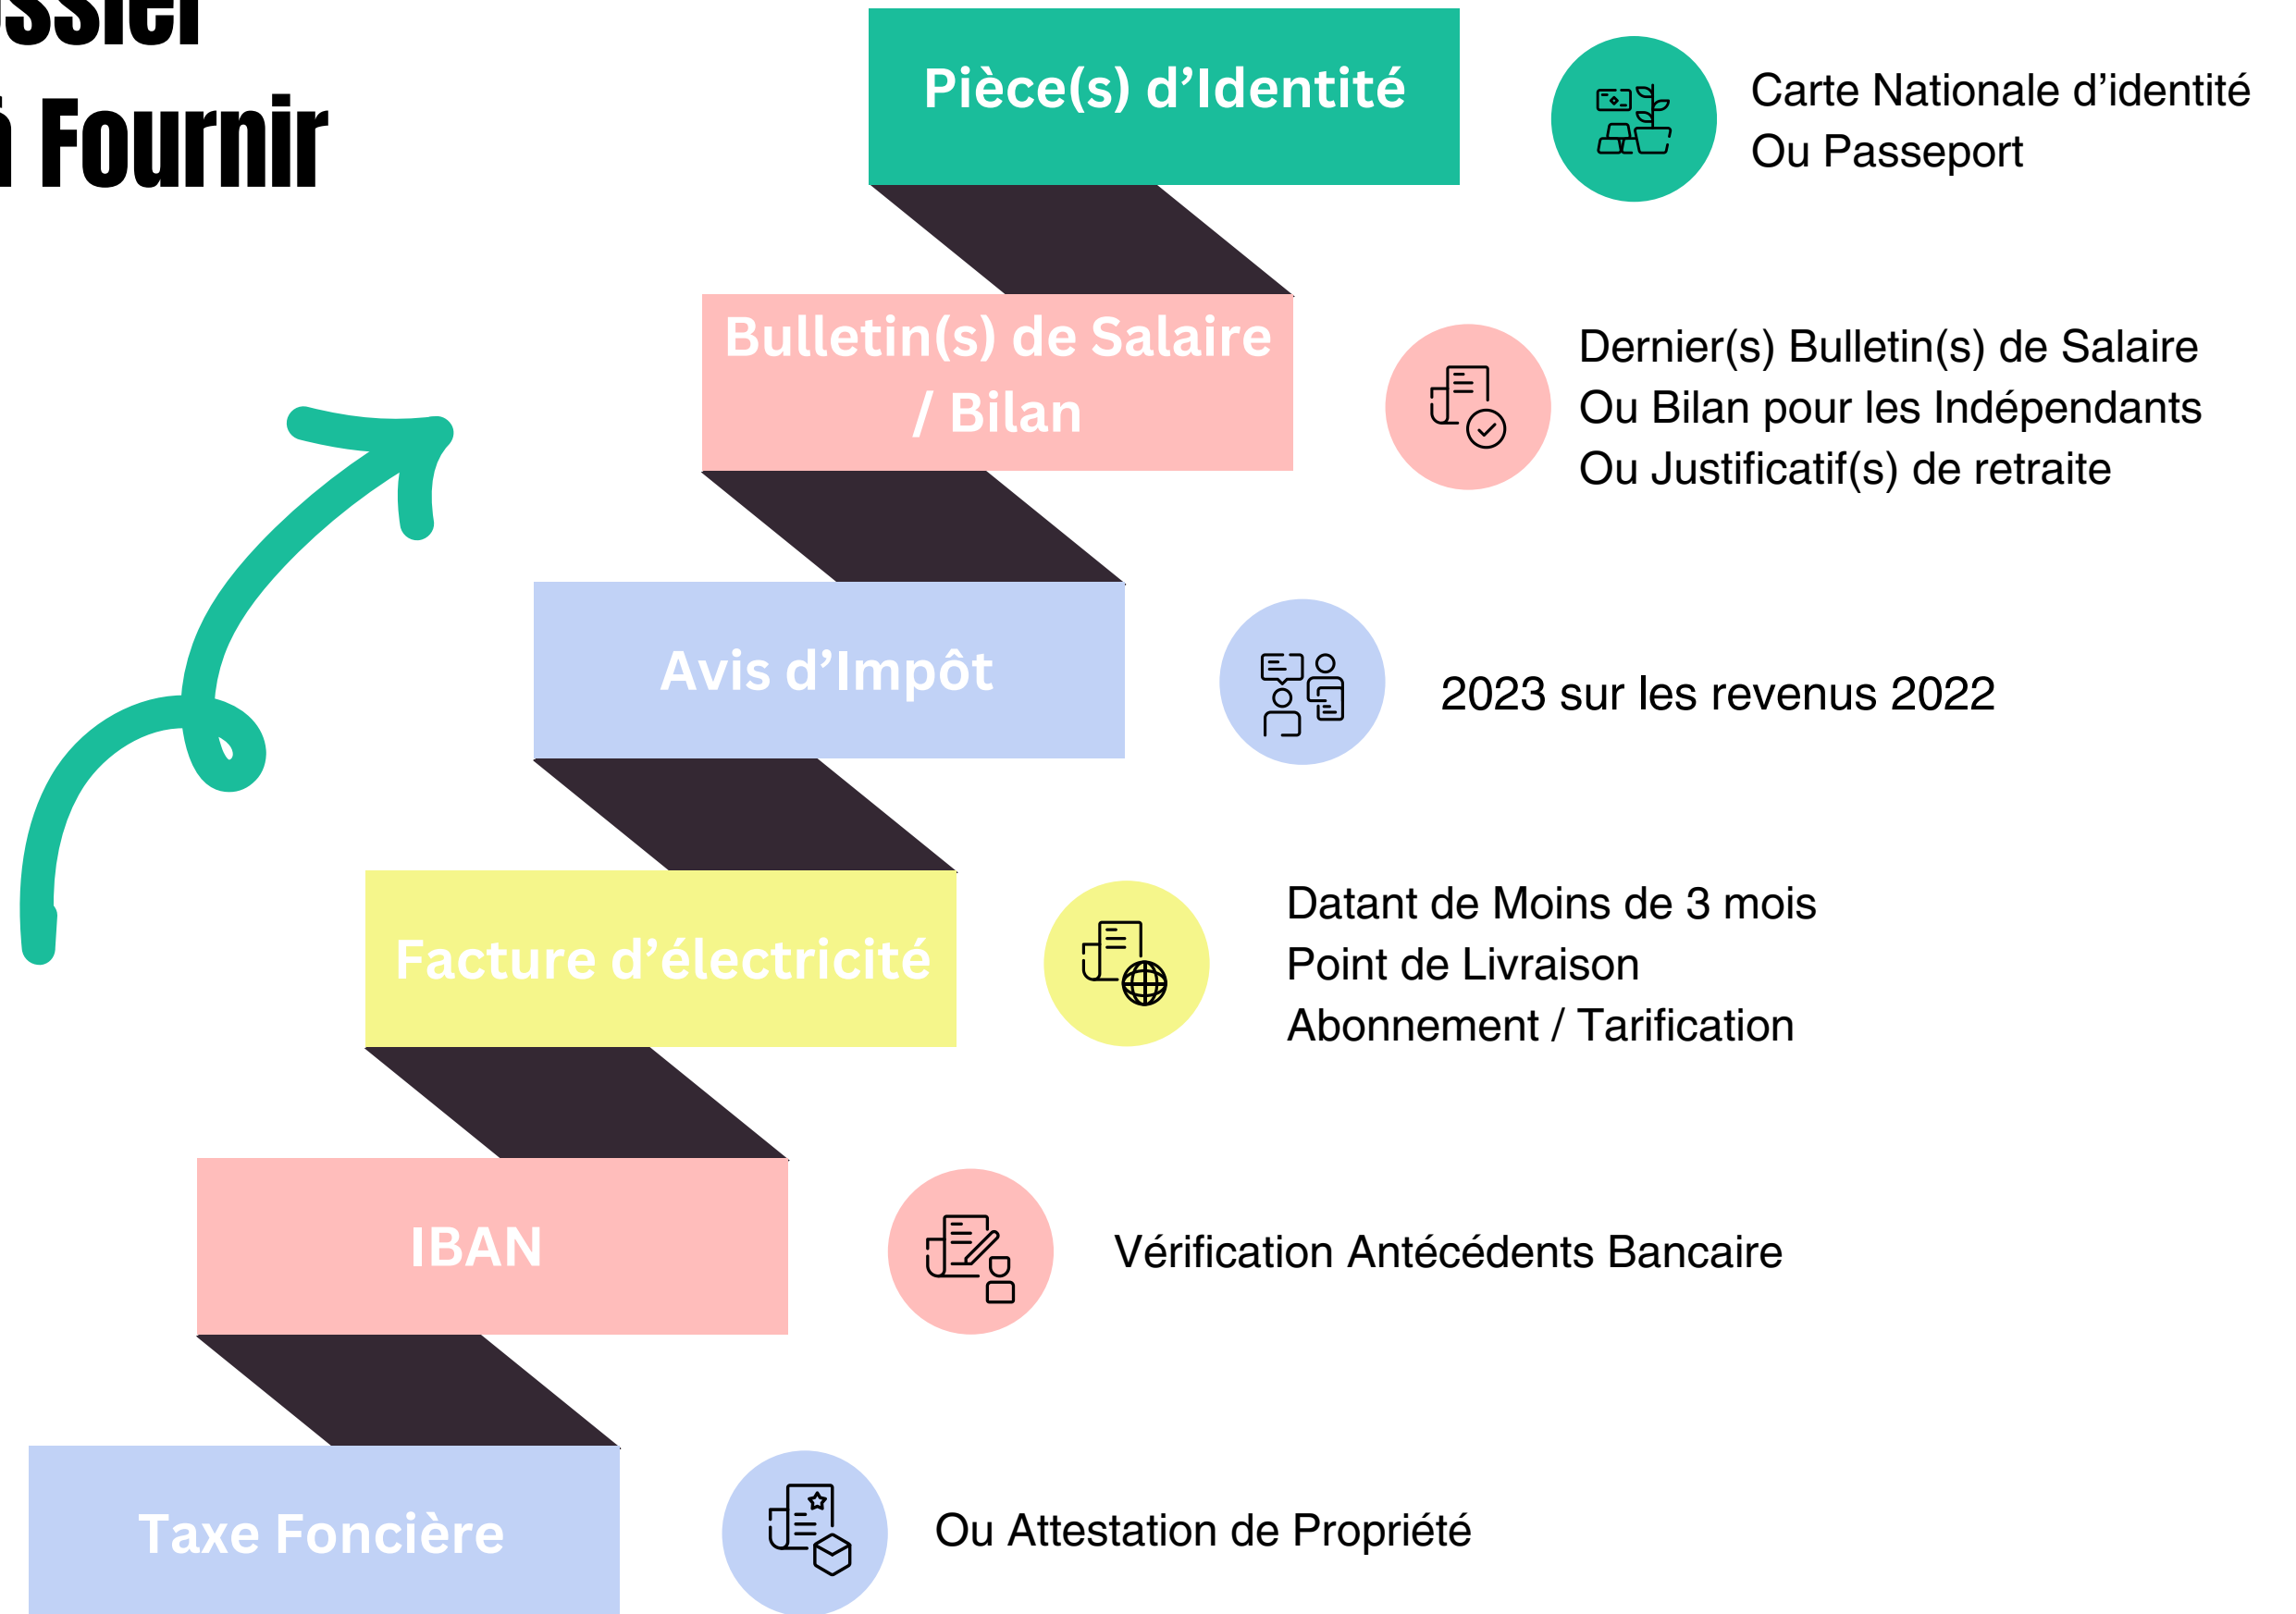 Fournir
Pièce(s) d'Identité
Carte Nationale d'identité
Ou Passeport
Bulletin(s) de Salaire
/ Bilan
Dernier(s) Bulletin(s) de Salaire
Ou Bilan pour les Indépendants
Ou Justificatif(s) de retraite
Avis d'Impôt
2023 sur les revenus 2022
Facture d'électricité
Datant de Moins de 3 mois
Point de Livraison
Abonnement / Tarification
IBAN
Vérification Antécédents Bancaire
Taxe Foncière
Ou Attestation de Propriété